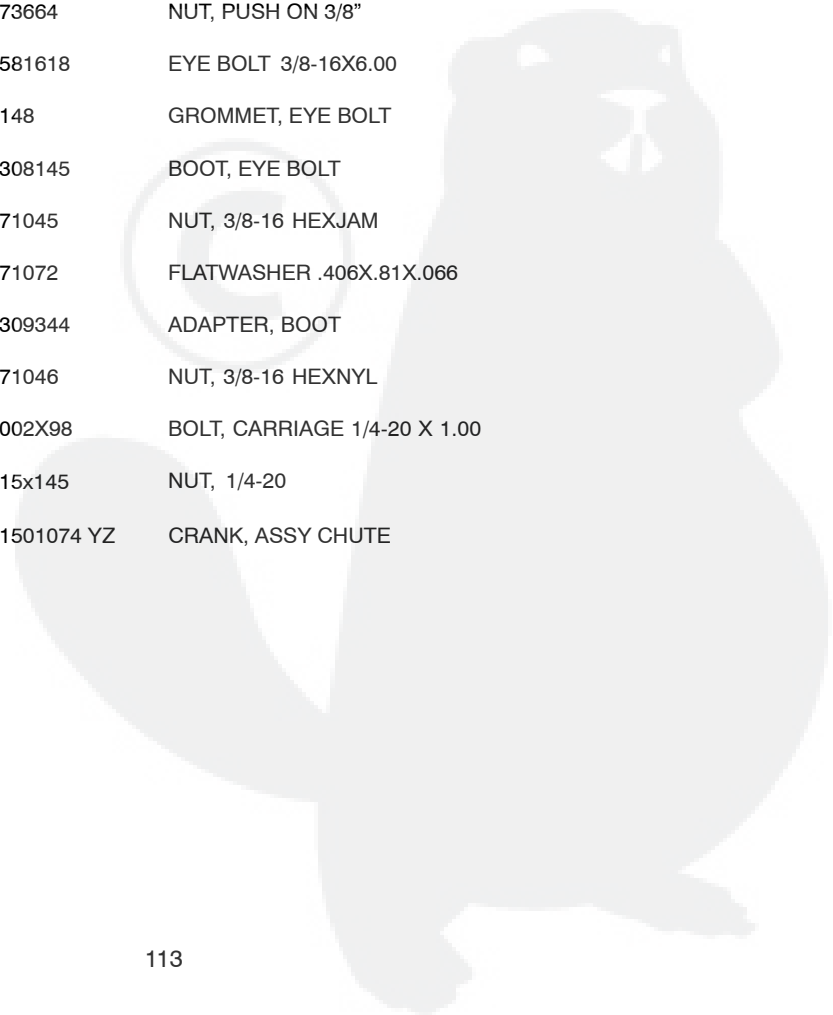 73664 NUT, PUSH ON 3/8”
581618 EYE BOLT 3/8-16X6.00
148 GROMMET, EYE BOLT
308145 BOOT, EYE BOLT
71045 NUT, 3/8-16 HEXJAM
71072 FLATWASHER .406X.81X.066
309344 ADAPTER, BOOT
71046 NUT, 3/8-16 HEXNYL
002X98 BOLT, CARRIAGE 1/4-20 X 1.00
15x145 NUT, 1/4-20
1501074 YZ CRANK, ASSY CHUTE
©
113